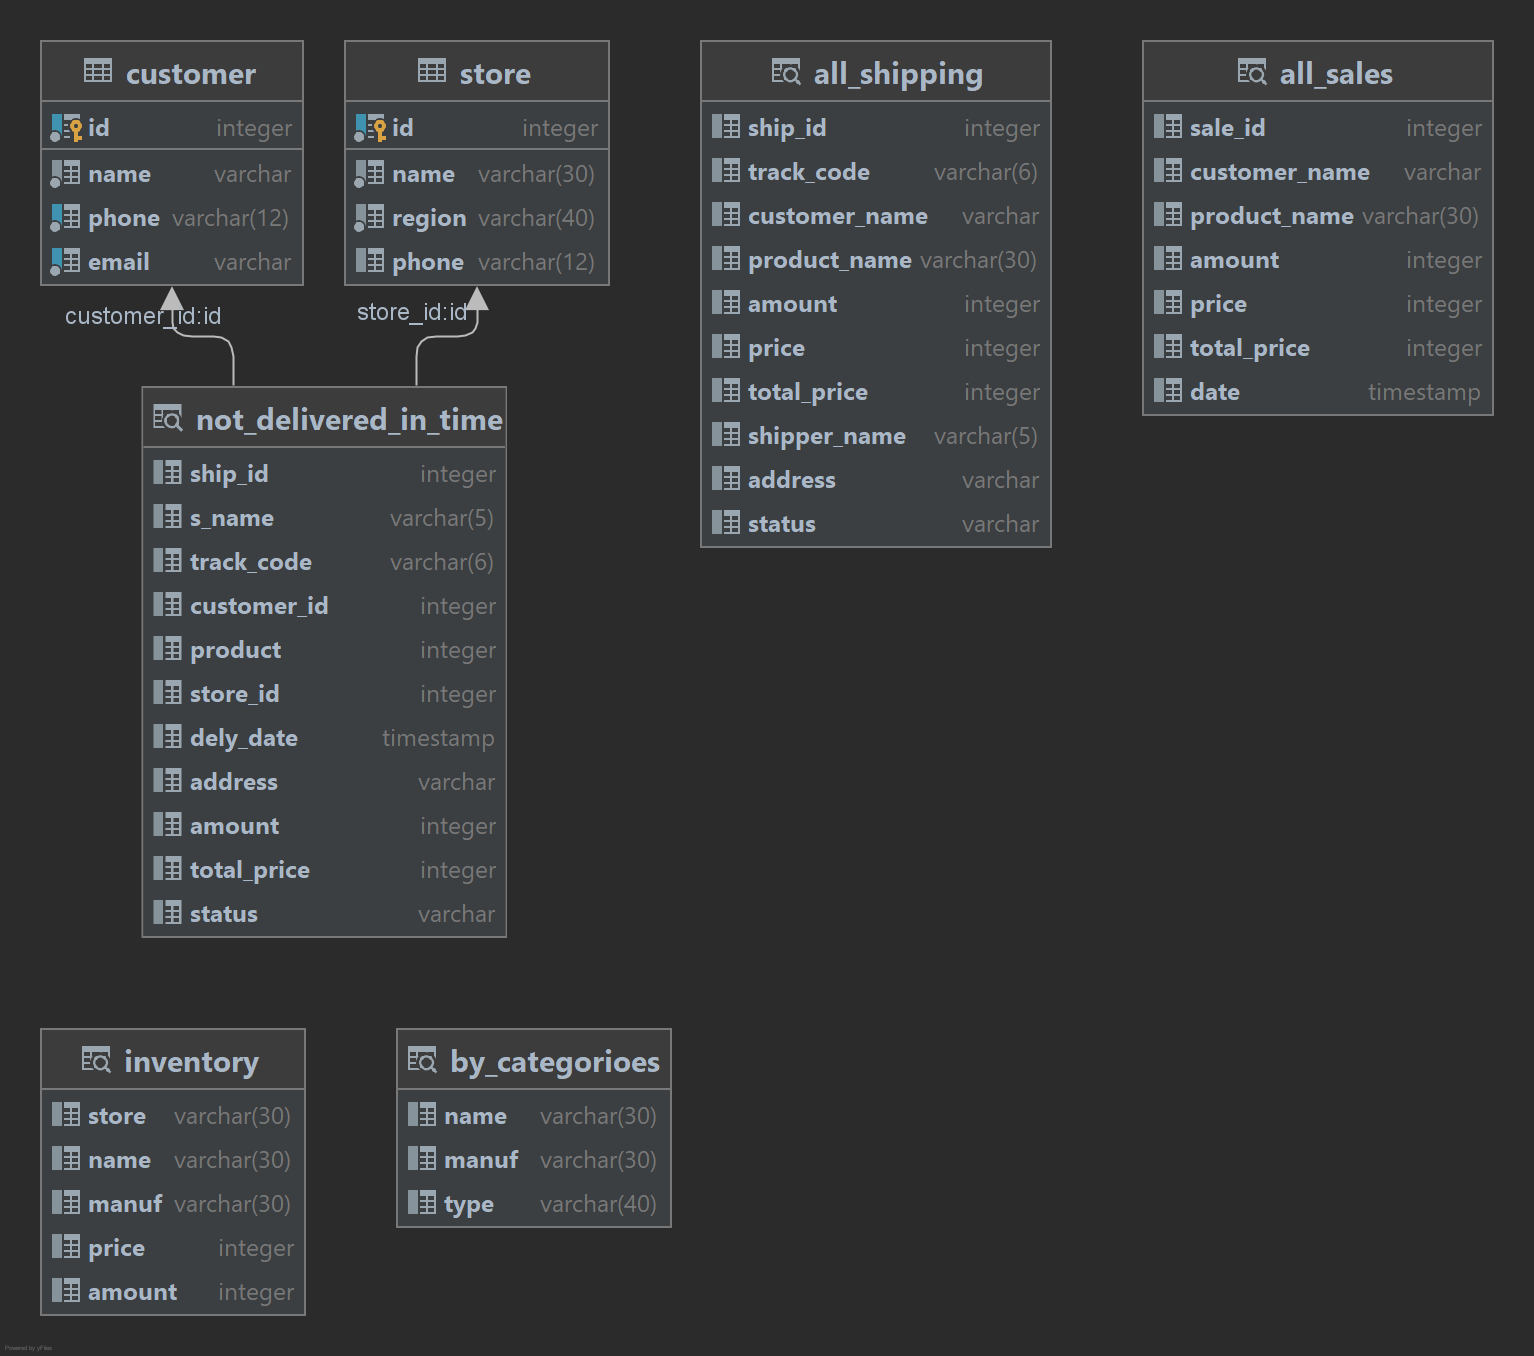 customer
id integer
name varchar
phone varchar(12)
email varchar
store
id integer
name varchar(30)
region varchar(40)
phone varchar(12)
all_shipping
ship_id integer
track_code varchar(6)
customer_name varchar
product_name varchar(30)
amount integer
price integer
total_price integer
shipper_name varchar(5)
address varchar
status varchar
all_sales
sale_id integer
customer_name varchar
product_name varchar(30)
amount integer
price integer
total_price integer
date timestamp
customer_id:id
store_id:id
not_delivered_in_time
ship_id integer
s_name varchar(5)
track_code varchar(6)
customer_id integer
product integer
store_id integer
dely_date timestamp
address varchar
amount integer
total_price integer
status varchar
inventory
store varchar(30)
name varchar(30)
manuf varchar(30)
price integer
amount integer
by_categorioes
name varchar(30)
manuf varchar(30)
type varchar(40)
Powered by yFiles